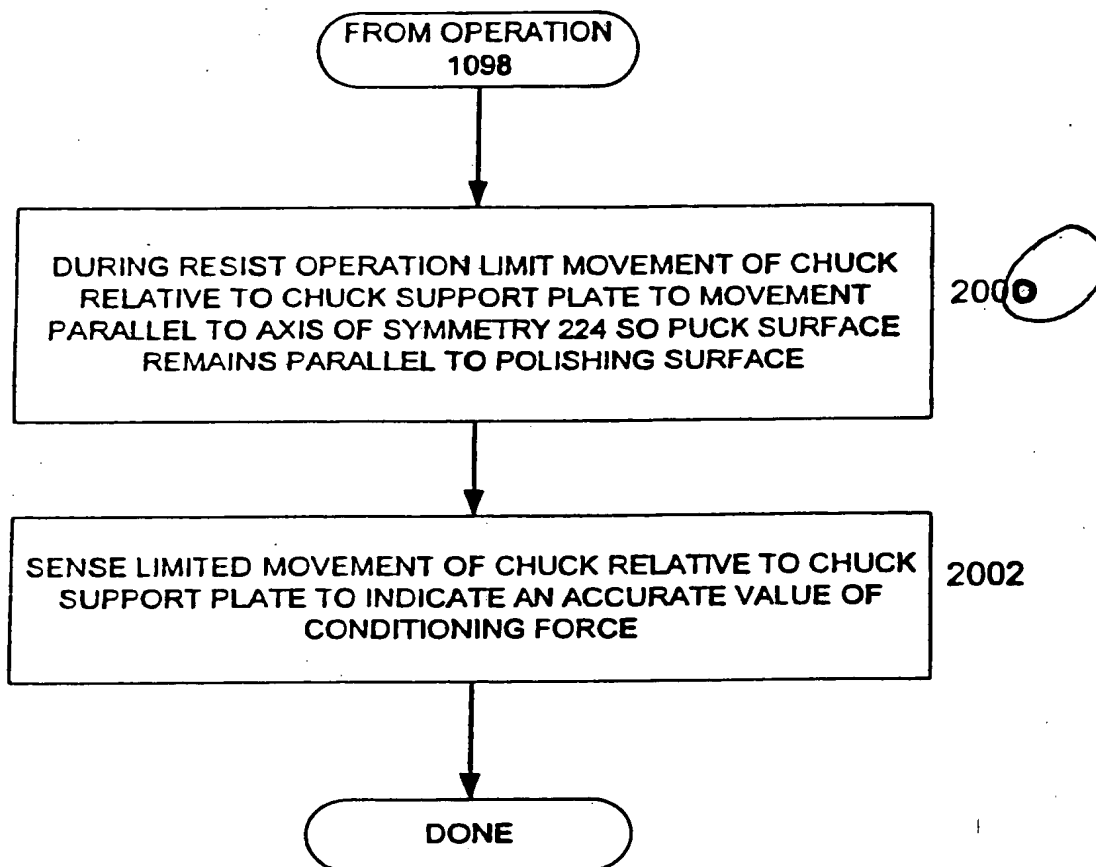 FROM OPERATION
1098
DURING RESIST OPERATION LIMIT MOVEMENT OF CHUCK
RELATIVE TO CHUCK SUPPORT PLATE TO MOVEMENT
PARALLEL TO AXIS OF SYMMETRY 224 SO PUCK SURFACE
REMAINS PARALLEL TO POLISHING SURFACE
2000
SENSE LIMITED MOVEMENT OF CHUCK RELATIVE TO CHUCK
SUPPORT PLATE TO INDICATE AN ACCURATE VALUE OF
CONDITIONING FORCE
2002
DONE